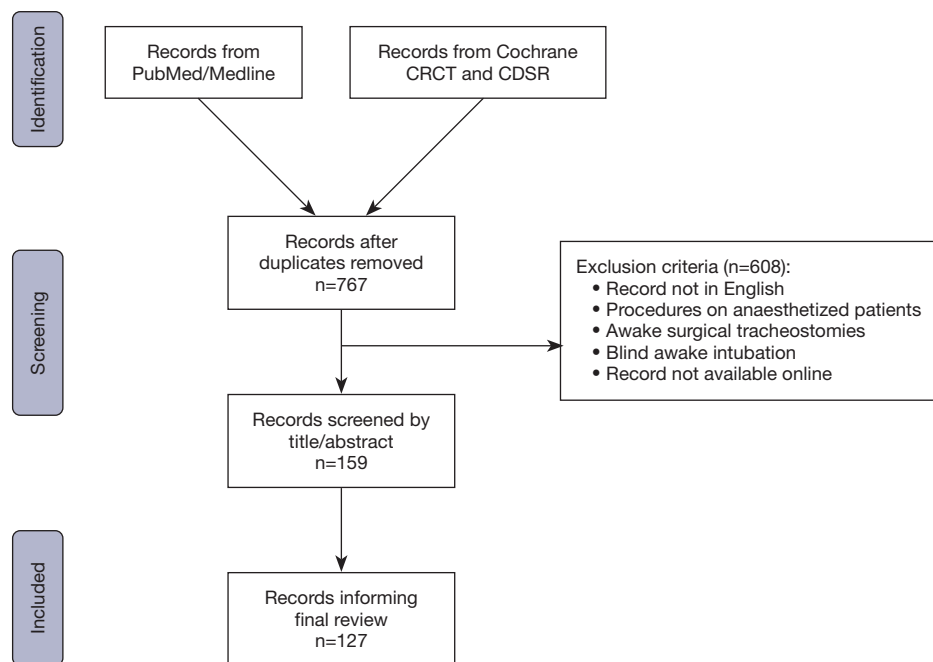 Identification
Records from
PubMed/Medline
Records from Cochrane
CRCT and CDSR
Screening
Records after
duplicates removed
n=767
Exclusion criteria (n=608):
• Record not in English
• Procedures on anaesthetized patients
• Awake surgical tracheostomies
• Blind awake intubation
• Record not available online
Records screened by
title/abstract
n=159
Included
Records informing
final review
n=127